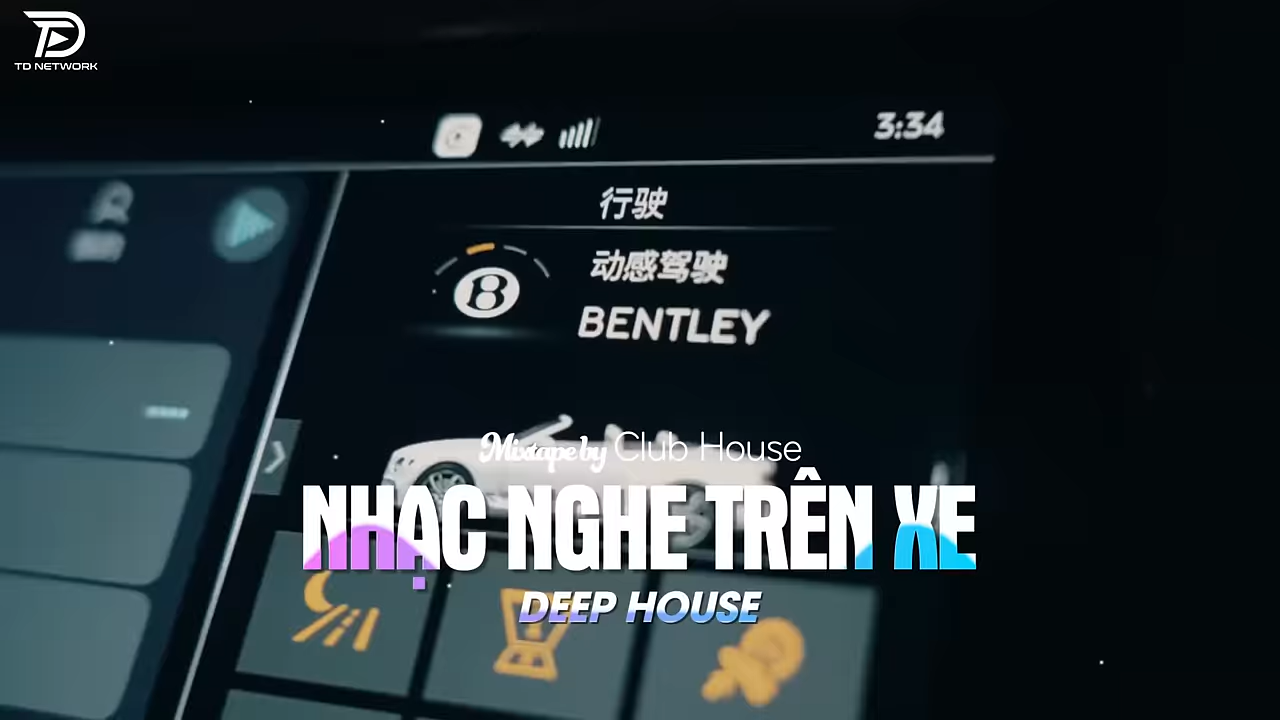 TD NETWORK
3:34
行驶
动感驾驶
BENTLEY
Mixtape by Club House
NHẠC NGHE TRÊN XE
DEEP HOUSE